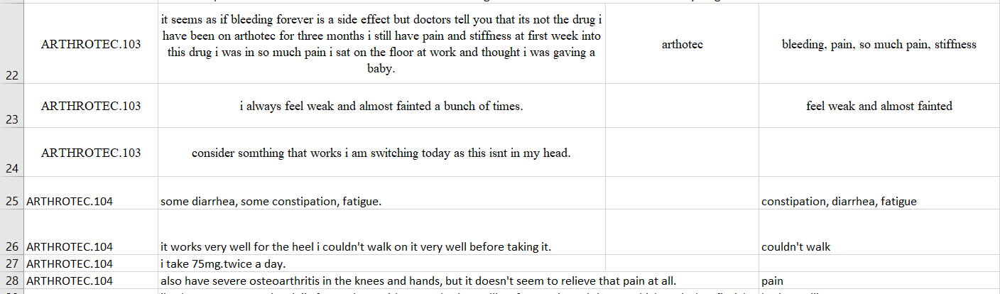 it seems as if bleeding forever is a side effect but doctors tell you that its not the drug i
have been on arthotec for three months i still have pain and stiffness at first week into
this drug i was in so much pain i sat on the floor at work and thought i was gaving a
baby.
22 ARTHROTEC.103 arthotec bleeding, pain, so much pain, stiffness
23 ARTHROTEC.103 i always feel weak and almost fainted a bunch of times. feel weak and almost fainted
24 ARTHROTEC.103 consider somthing that works i am switching today as this isnt in my head.
25 ARTHROTEC.104 some diarrhea, some constipation, fatigue. constipation, diarrhea, fatigue
26 ARTHROTEC.104 it works very well for the heel i couldn't walk on it very well before taking it. couldn't walk
27 ARTHROTEC.104 i take 75mg.twice a day.
28 ARTHROTEC.104 also have severe osteoarthritis in the knees and hands, but it doesn't seem to relieve that pain at all. pain